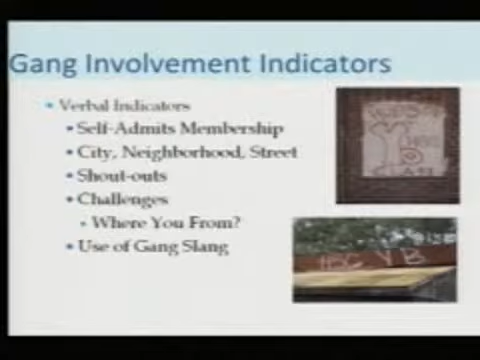 Gang Involvement Indicators
Verbal Indicators
Self-Admits Membership
City, Neighborhood, Street
Shout-outs
Challenges
Where You From?
Use of Gang Slang
CLAN